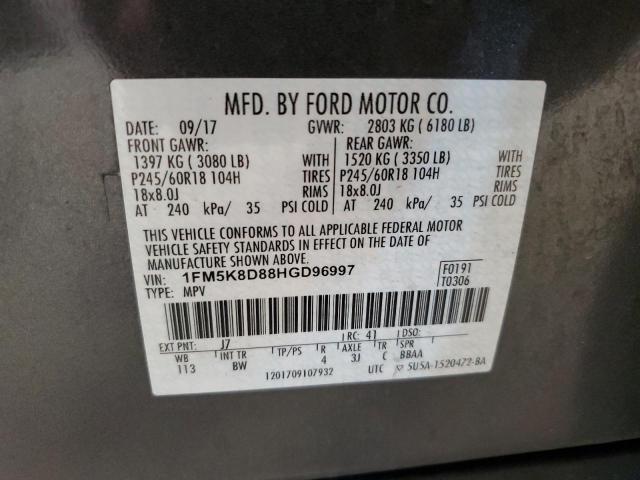 MFD. BY FORD MOTOR CO.
DATE: 09/17 GVWR: 2803 KG ( 6180 LB)
FRONT GAWR: REAR GAWR:
1397 KG ( 3080 LB) WITH 1520 KG ( 3350 LB) WITH
P245/60R18 104H TIRES P245/60R18 104H TIRES
18x8.0J RIMS 18x8.0J RIMS
AT 240 kPa/ 35 PSI COLD AT 240 kPa/ 35 PSI COLD
THIS VEHICLE CONFORMS TO ALL APPLICABLE FEDERAL MOTOR
VEHICLE SAFETY STANDARDS IN EFFECT ON THE DATE OF
MANUFACTURE SHOWN ABOVE.
VIN: 1FM5K8D88HGD96997 F0191
TYPE: MPV T0306
EXT PNT: J7 RC: 41 DSO:
WB INT TR TP/PS R AXLE TR SPR
113 BW 4 3J C BBAA
1201709107932 UTC 5U5A-1520472-BA